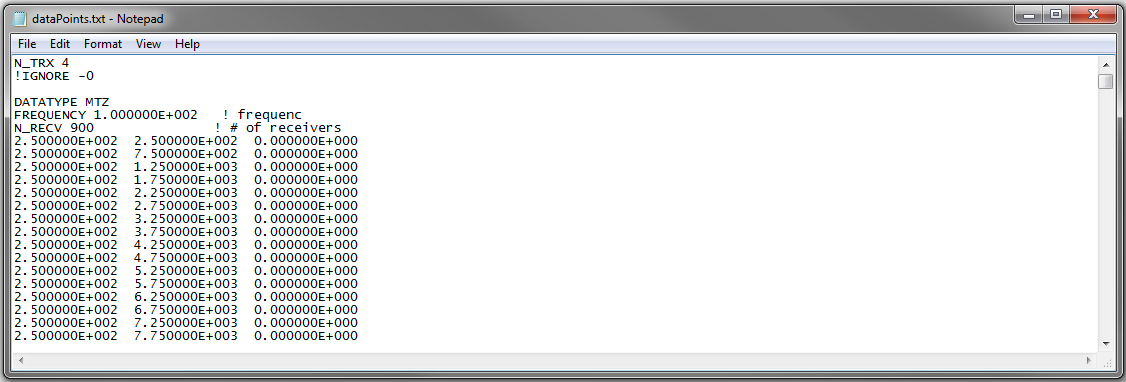 dataPoints.txt - Notepad
File Edit Format View Help
N_TRX 4
!IGNORE -0
DATATYPE MTZ
FREQUENCY 1.000000E+002 ! frequenc
N_RECV 900 ! # of receivers
2.500000E+002 2.500000E+002 0.000000E+000
2.500000E+002 7.500000E+002 0.000000E+000
2.500000E+002 1.250000E+003 0.000000E+000
2.500000E+002 1.750000E+003 0.000000E+000
2.500000E+002 2.250000E+003 0.000000E+000
2.500000E+002 2.750000E+003 0.000000E+000
2.500000E+002 3.250000E+003 0.000000E+000
2.500000E+002 3.750000E+003 0.000000E+000
2.500000E+002 4.250000E+003 0.000000E+000
2.500000E+002 4.750000E+003 0.000000E+000
2.500000E+002 5.250000E+003 0.000000E+000
2.500000E+002 5.750000E+003 0.000000E+000
2.500000E+002 6.250000E+003 0.000000E+000
2.500000E+002 6.750000E+003 0.000000E+000
2.500000E+002 7.250000E+003 0.000000E+000
2.500000E+002 7.750000E+003 0.000000E+000